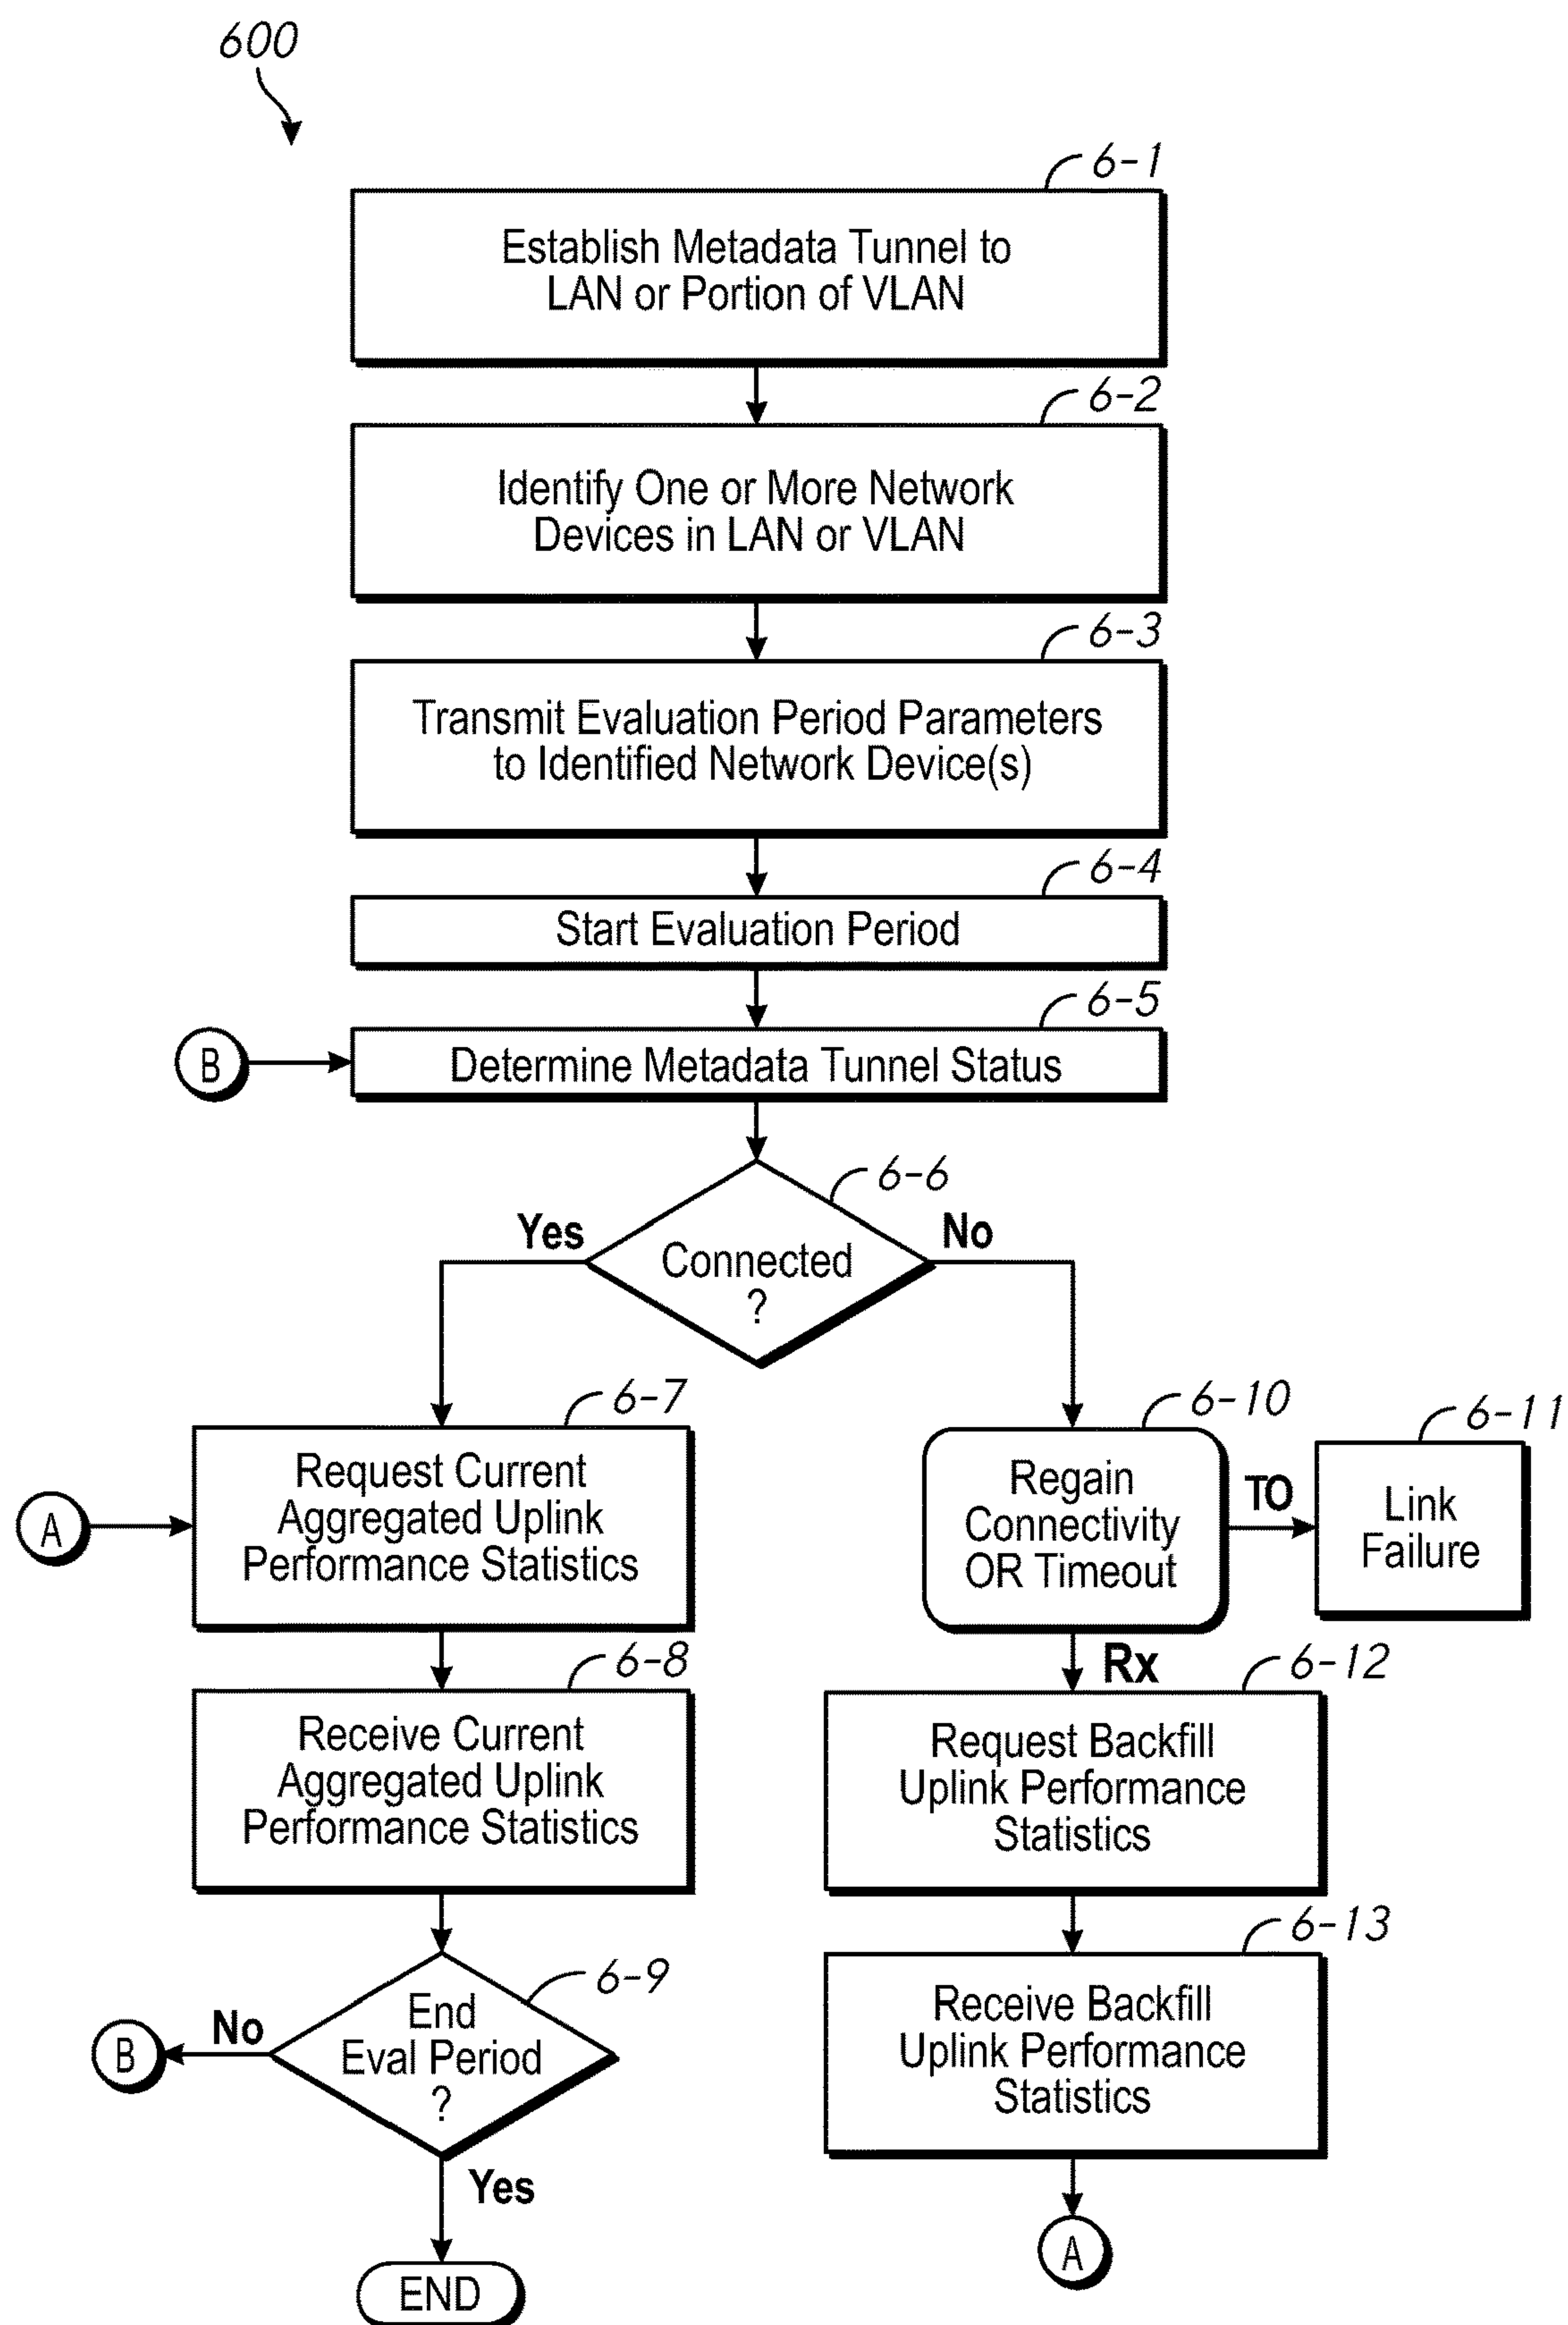 600
6-1
Establish Metadata Tunnel to
LAN or Portion of VLAN
6-2
Identify One or More Network
Devices in LAN or VLAN
6-3
Transmit Evaluation Period Parameters
to Identified Network Device(s)
6-4
Start Evaluation Period
6-5
B
Determine Metadata Tunnel Status
6-6
Yes
No
Connected
?
6-7
Request Current
Aggregated Uplink
Performance Statistics
A
6-8
Receive Current
Aggregated Uplink
Performance Statistics
6-9
End
Eval Period
?
No
B
Yes
END
6-10
Regain
Connectivity
OR Timeout
TO
6-11
Link
Failure
Rx
6-12
Request Backfill
Uplink Performance
Statistics
6-13
Receive Backfill
Uplink Performance
Statistics
A